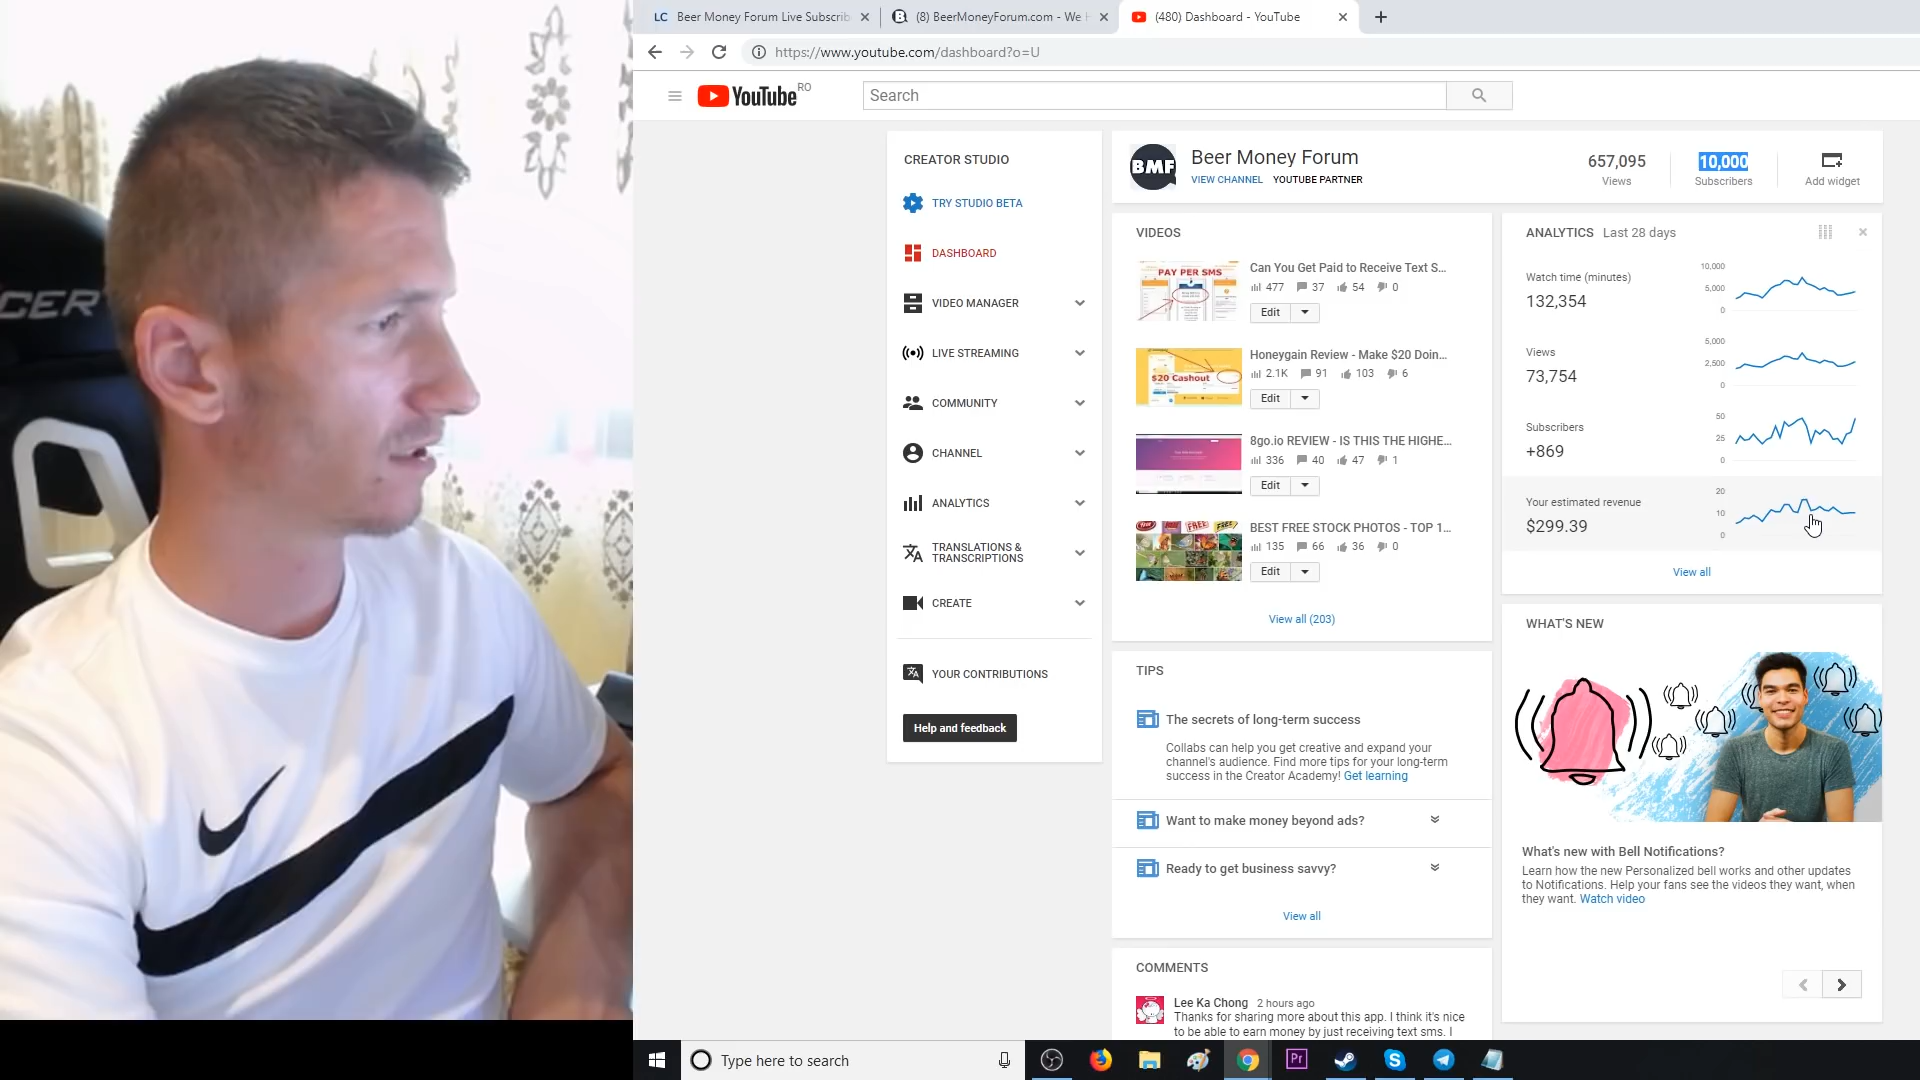 LC Beer Money Forum Live Subscrib
(8) BeerMoneyForum.com - We H
(480) Dashboard - YouTube
https://www.youtube.com/dashboard?o=U
YouTube RO
Search
CER
CREATOR STUDIO
TRY STUDIO BETA
DASHBOARD
VIDEO MANAGER
LIVE STREAMING
COMMUNITY
CHANNEL
ANALYTICS
TRANSLATIONS &
TRANSCRIPTIONS
CREATE
YOUR CONTRIBUTIONS
Help and feedback
BMF
Beer Money Forum
VIEW CHANNEL YOUTUBE PARTNER
657,095
Views
10,000
Subscribers
Add widget
VIDEOS
PAY PER SMS
Can You Get Paid to Receive Text S...
477 37 54 0
Edit
$20 Cashout
Honeygain Review - Make $20 Doin...
2.1K 91 103 6
Edit
8go.io REVIEW - IS THIS THE HIGHE...
336 40 47 1
Edit
FREE FREE!
BEST FREE STOCK PHOTOS - TOP 1...
135 66 36 0
Edit
View all (203)
TIPS
The secrets of long-term success
Collabs can help you get creative and expand your
channel's audience. Find more tips for your long-term
success in the Creator Academy! Get learning
Want to make money beyond ads?
Ready to get business savvy?
View all
COMMENTS
Lee Ka Chong 2 hours ago
Thanks for sharing more about this app. I think it's nice
to be able to earn money by just receiving text sms. I
ANALYTICS Last 28 days
Watch time (minutes)
132,354
10,000
5,000
0
Views
73,754
5,000
2,500
0
Subscribers
+869
50
25
0
Your estimated revenue
$299.39
20
10
0
View all
WHAT'S NEW
What's new with Bell Notifications?
Learn how the new Personalized bell works and other updates
to Notifications. Help your fans see the videos they want, when
they want. Watch video
Type here to search
Pr